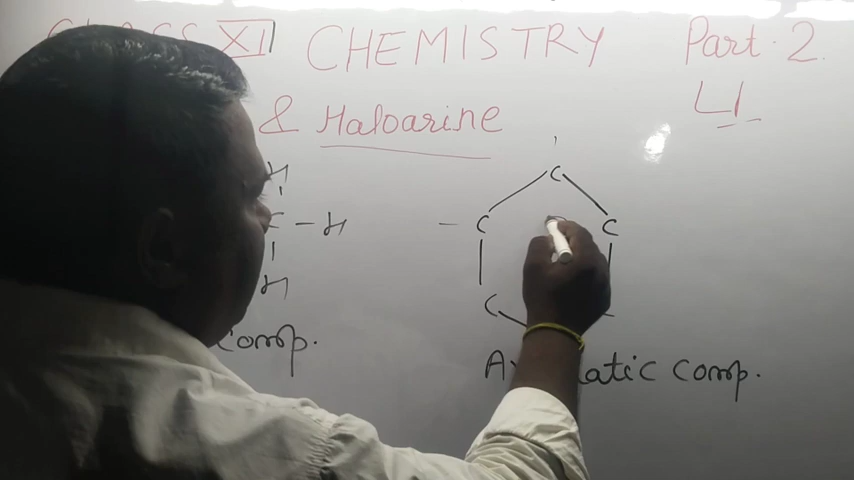 CLASS XII CHEMISTRY Part-2
& Haloarine L1
H
C - H
H
C
C C
C
Comp. Aromatic Comp.